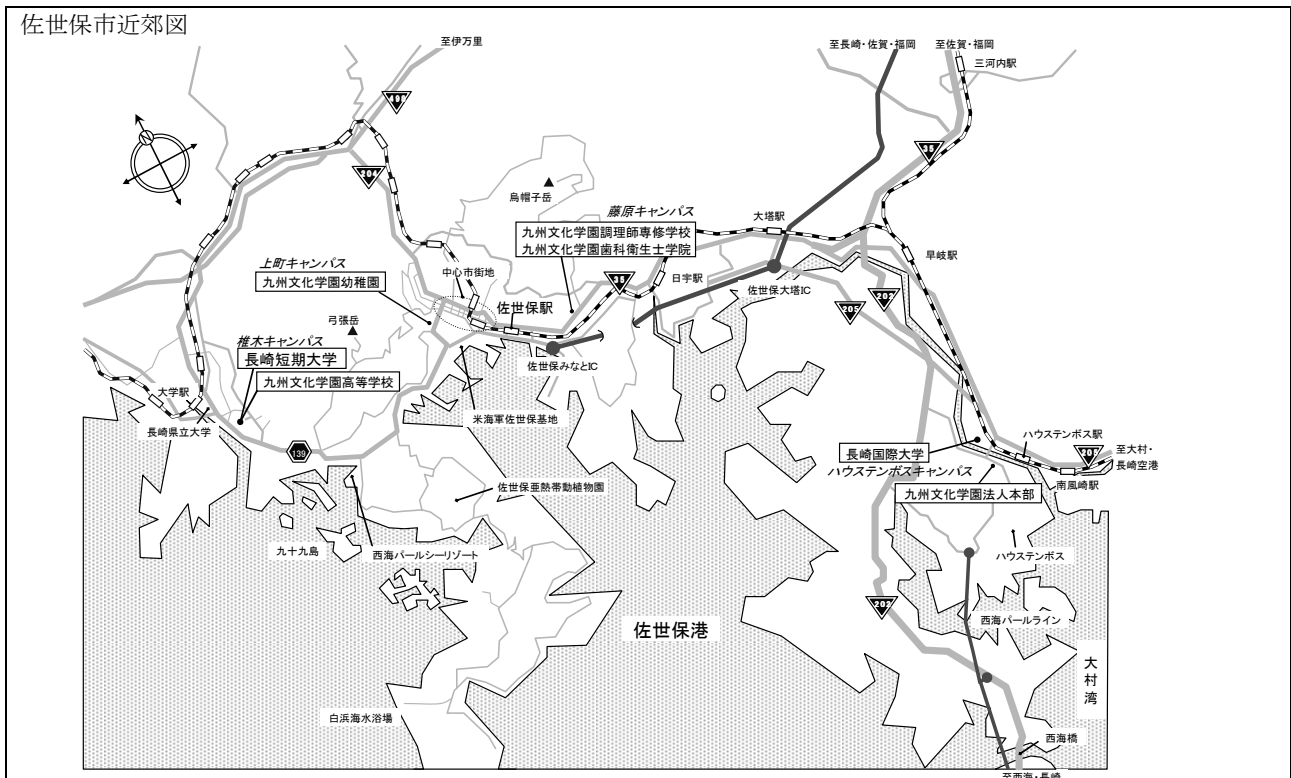 佐世保市近郊図
至伊万里
至長崎・佐賀・福岡
至佐賀・福岡
三河内駅
498
N
35
204
烏帽子岳
藤原キャンパス
九州文化学園調理師専修学校
九州文化学園歯科衛生士学院
大塔駅
早岐駅
上町キャンパス
九州文化学園幼稚園
中心市街地
35
日宇駅
佐世保大塔IC
佐世保駅
202
205
弓張岳
佐世保みなとIC
椎木キャンパス
長崎短期大学
九州文化学園高等学校
大学駅
長崎県立大学
米海軍佐世保基地
139
ハウステンボス駅
長崎国際大学
ハウステンボスキャンパス
205
至大村・
長崎空港
南風崎駅
九州文化学園法人本部
佐世保亜熱帯動植物園
九十九島
西海パールシーリゾート
ハウステンボス
202
西海パールライン
佐世保港
大村湾
白浜海水浴場
西海橋
至西海・長崎